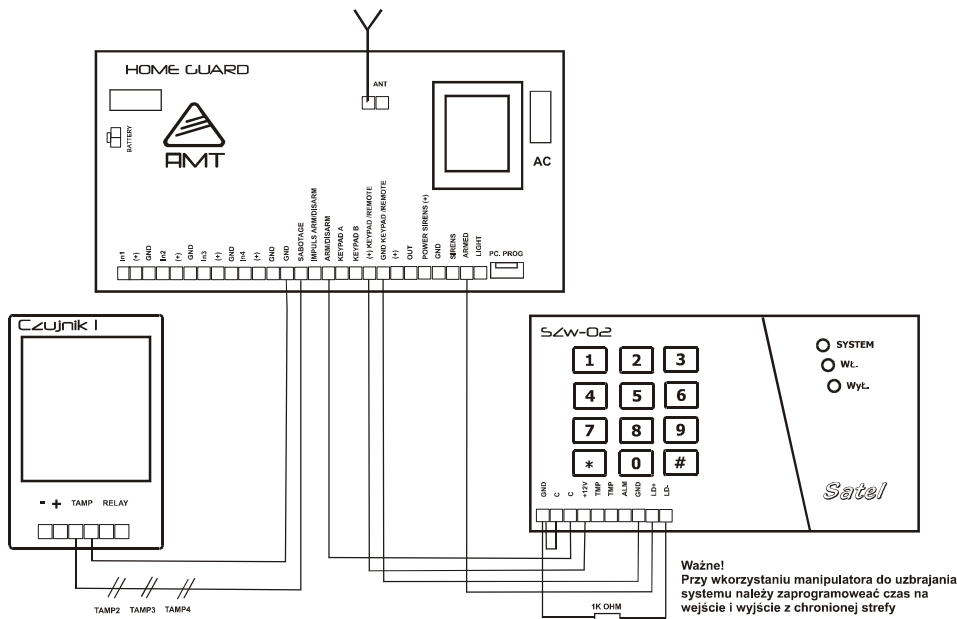 HOME GUARD
ANT
BATTERY
AMT
AC
In1
(+)
GND
In2
(+)
GND
In3
(+)
GND
In4
(+)
GND
GND
SABOTAGE
IMPULS ARM/DISARM
ARM/DISARM
KEYPAD A
KEYPAD B
(+) KEYPAD /REMOTE
GND KEYPAD /REMOTE
(+)
OUT
POWER SIRENS (+)
GND
SIRENS
ARMED
LIGHT
PC. PROG
Czujnik 1
- + TAMP RELAY
TAMP2 TAMP3 TAMP4
SZW-02
1 2 3
4 5 6
7 8 9
* 0 #
SYSTEM
WŁ.
WyŁ.
Satel
GND
C
C
+12V
TMP
TMP
ALM
GND
LD+
LD-
1K OHM
Ważne!
Przy wkorzystaniu manipulatora do uzbrajania
systemu należy zaprogramoweać czas na
wejście i wyjście z chronionej strefy